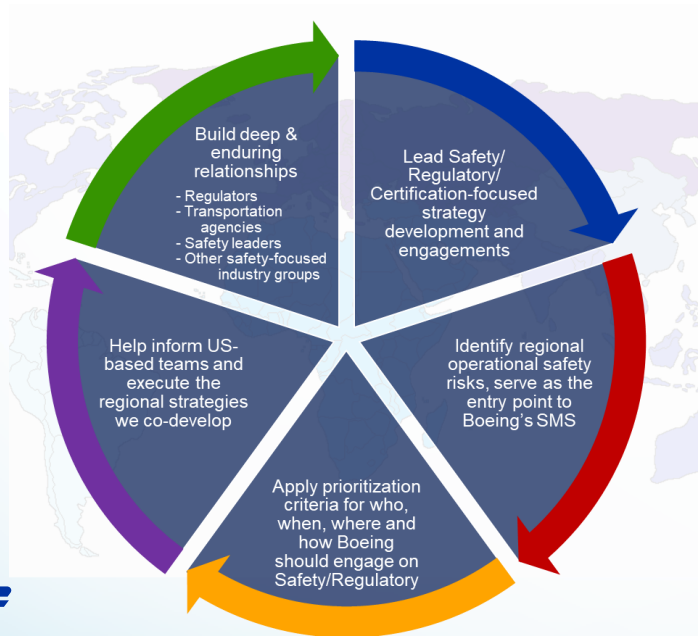 Build deep &
enduring
relationships
- Regulators
- Transportation
agencies
- Safety leaders
- Other safety-focused
industry groups
Lead Safety/
Regulatory/
Certification-focused
strategy
development and
engagements
Identify regional
operational safety
risks, serve as the
entry point to
Boeing’s SMS
Apply prioritization
criteria for who,
when, where and
how Boeing
should engage on
Safety/Regulatory
Help inform US-
based teams and
execute the
regional strategies
we co-develop